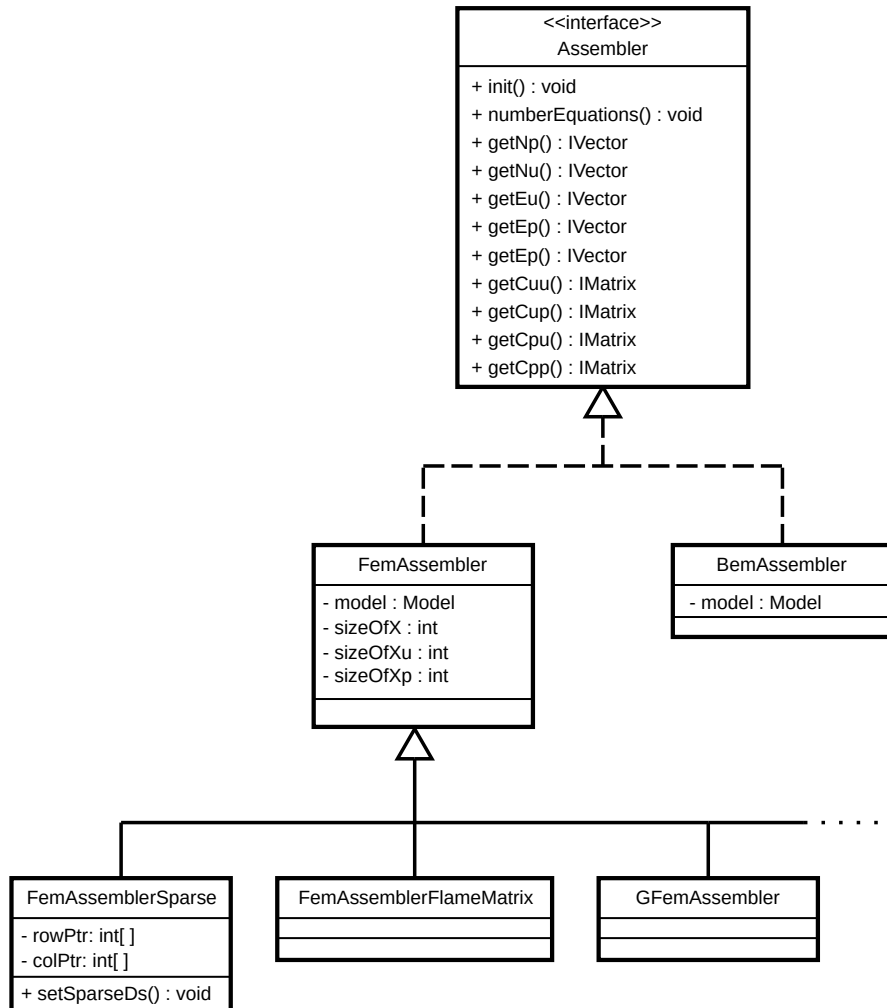 <<interface>>
Assembler
+ init() : void
+ numberEquations() : void
+ getNp() : IVector
+ getNu() : IVector
+ getEu() : IVector
+ getEp() : IVector
+ getEp() : IVector
+ getCuu() : IMatrix
+ getCup() : IMatrix
+ getCpu() : IMatrix
+ getCpp() : IMatrix
FemAssembler
- model : Model
- sizeOfX : int
- sizeOfXu : int
- sizeOfXp : int
BemAssembler
- model : Model
. . . .
FemAssemblerSparse
- rowPtr: int[ ]
- colPtr: int[ ]
+ setSparseDs() : void
FemAssemblerFlameMatrix
GFemAssembler